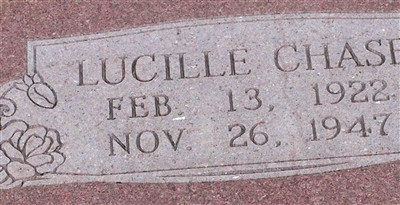 LUCILLE CHASE
FEB. 13, 1922
NOV. 26, 1947